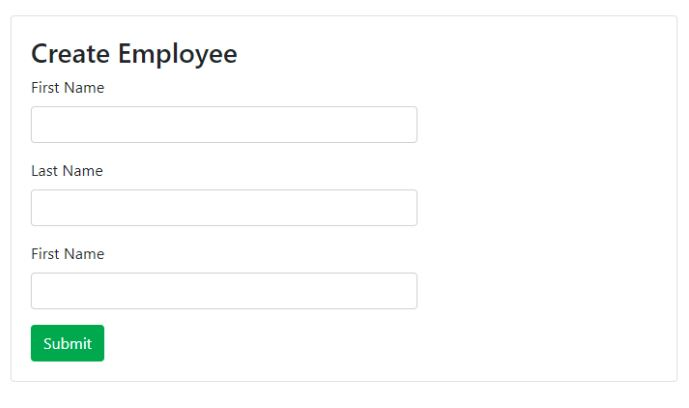 Create Employee
First Name
Last Name
First Name
Submit